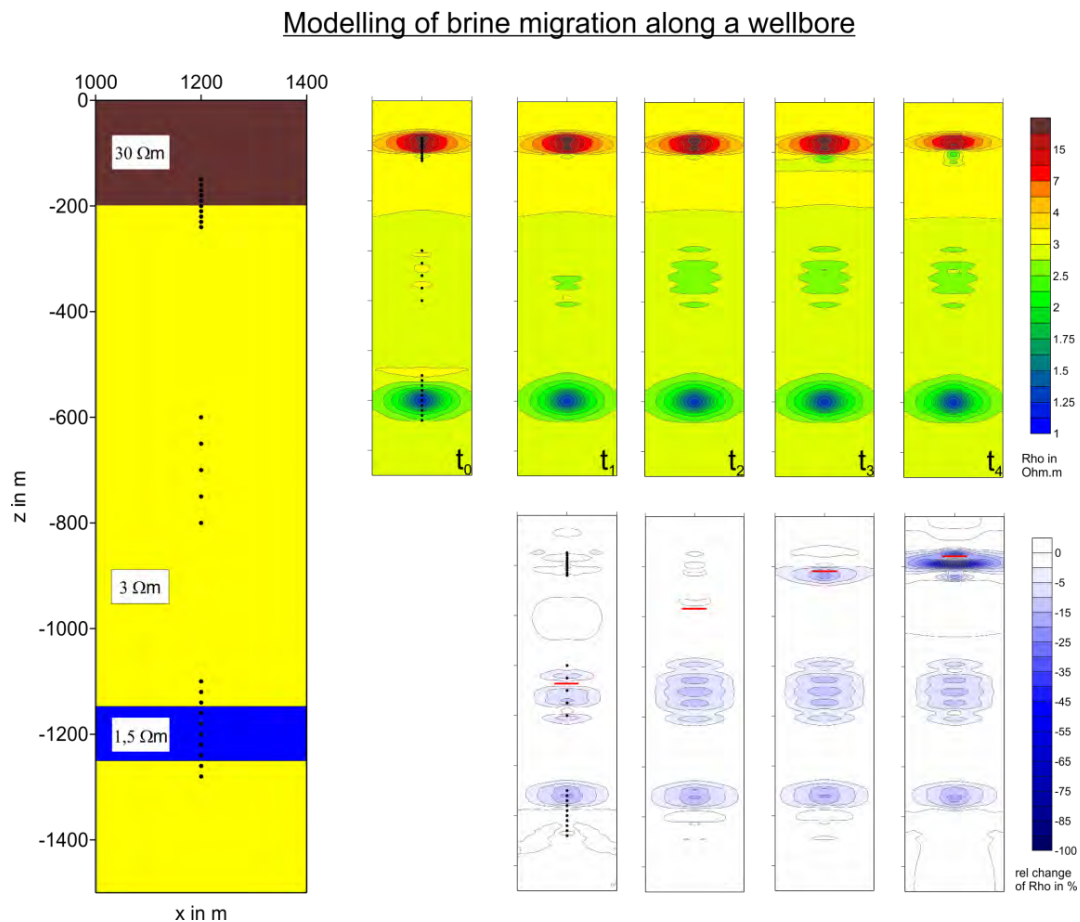 Modelling of brine migration along a wellbore
1000 1200 1400
0
-200
-400
-600
-800
-1000
-1200
-1400
z in m
x in m
30 Ωm
3 Ωm
1,5 Ωm
t0
t1
t2
t3
t4
15
7
4
3
2.5
2
1.75
1.5
1.25
1
Rho in
Ohm.m
0
-5
-15
-25
-35
-45
-55
-65
-75
-85
-100
rel change
of Rho in %